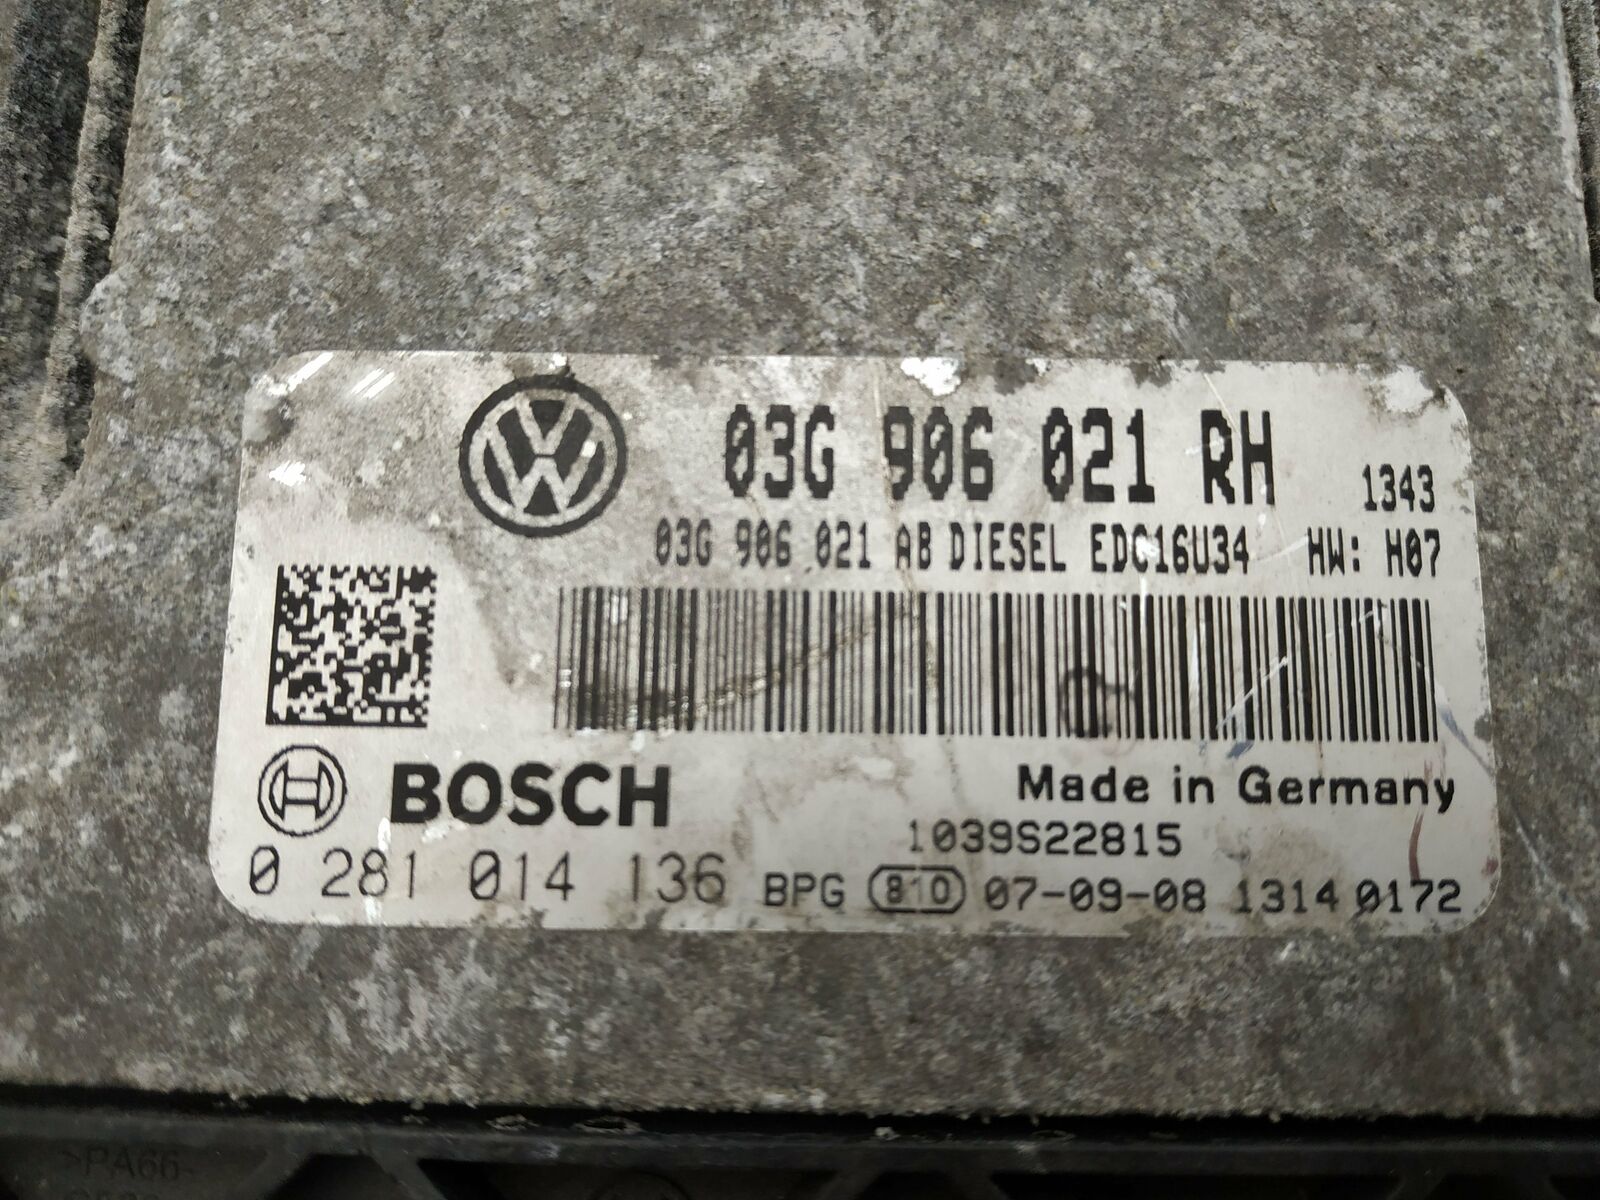 03G 906 021 RH 1343
03G 906 021 AB DIESEL EDC16U34 HW: H07
BOSCH Made in Germany
1039S22815
0 281 014 136 BPG 810 07-09-08 1314 0172
>PA66-